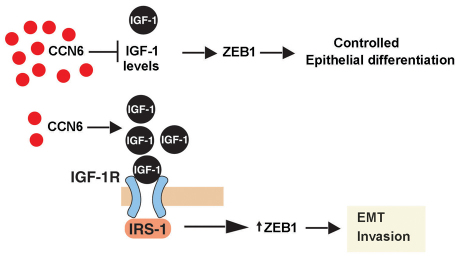 IGF-1
CCN6
IGF-1
levels
ZEB1
Controlled
Epithelial differentiation
IGF-1
CCN6
IGF-1
IGF-1
IGF-1
IGF-1R
IRS-1
↑ZEB1
EMT
Invasion